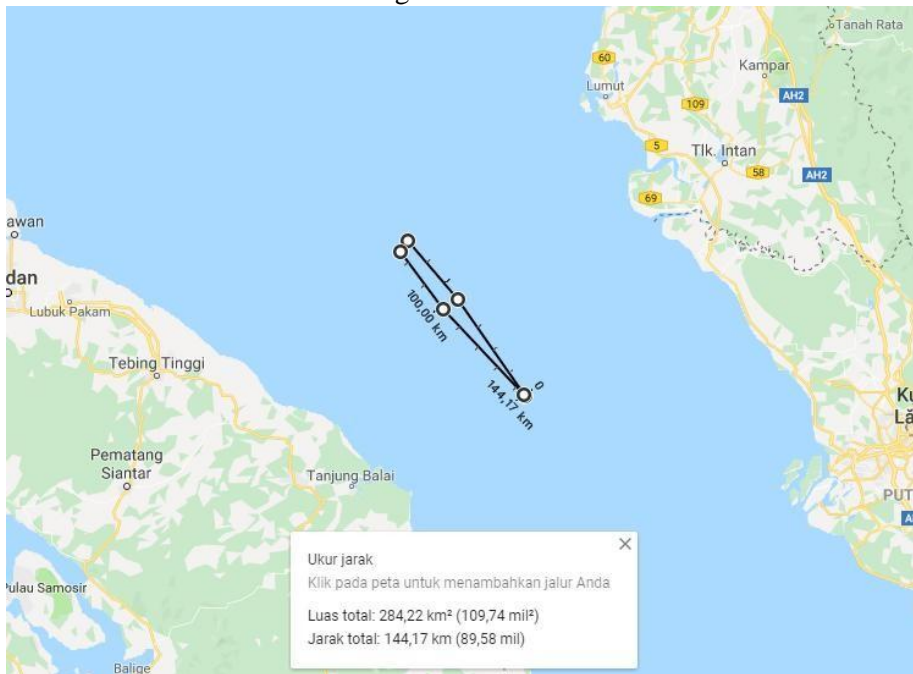 Tanah Rata
60
Kampar
Lumut
AH2
109
5
Tlk. Intan
58
AH2
69
awan
dan
Lubuk Pakam
100,00 km
Tebing Tinggi
0
144,17 km
Ku
Lă
Pematang
Siantar
Tanjung Balai
PUT
A
Ukur jarak
Klik pada peta untuk menambahkan jalur Anda
Pulau Samosir
Luas total: 284,22 km² (109,74 mil²)
Jarak total: 144,17 km (89,58 mil)
Balige